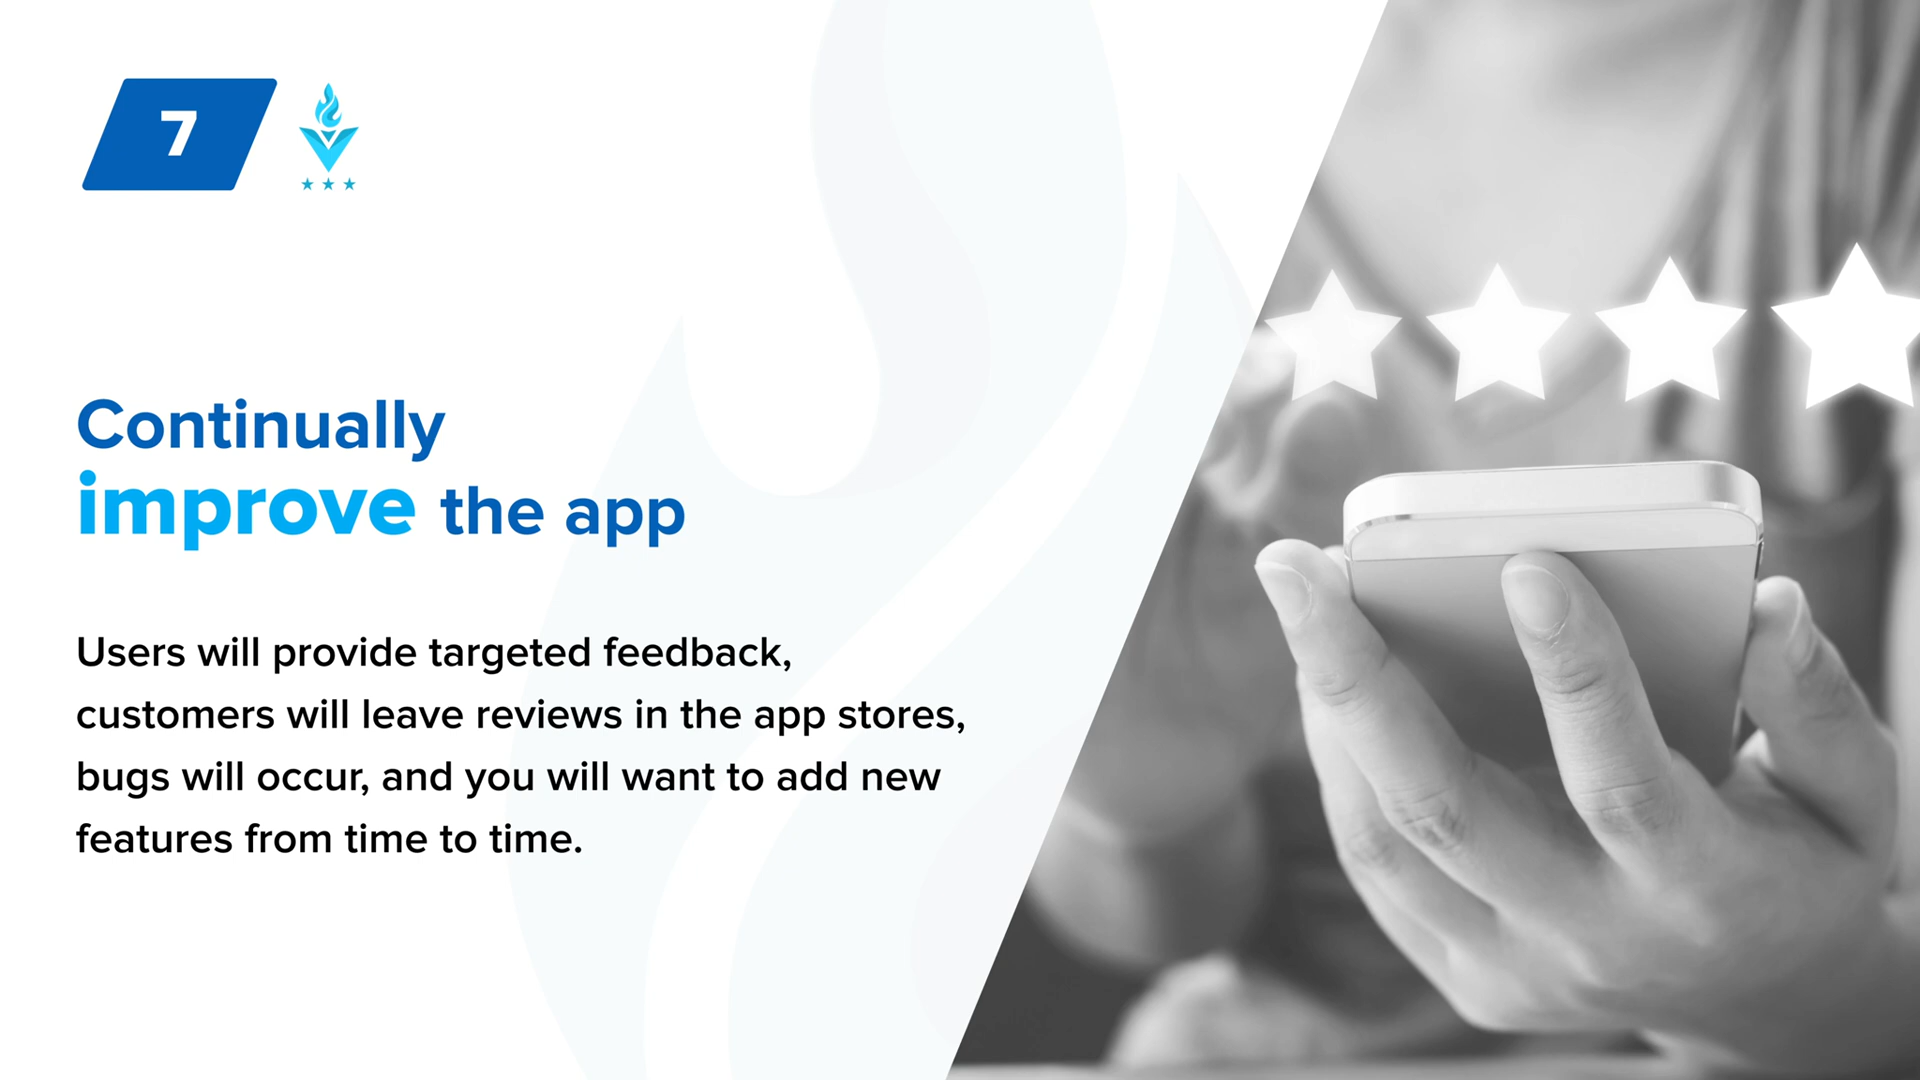 7
Continually
improve the app
Users will provide targeted feedback,
customers will leave reviews in the app stores,
bugs will occur, and you will want to add new
features from time to time.